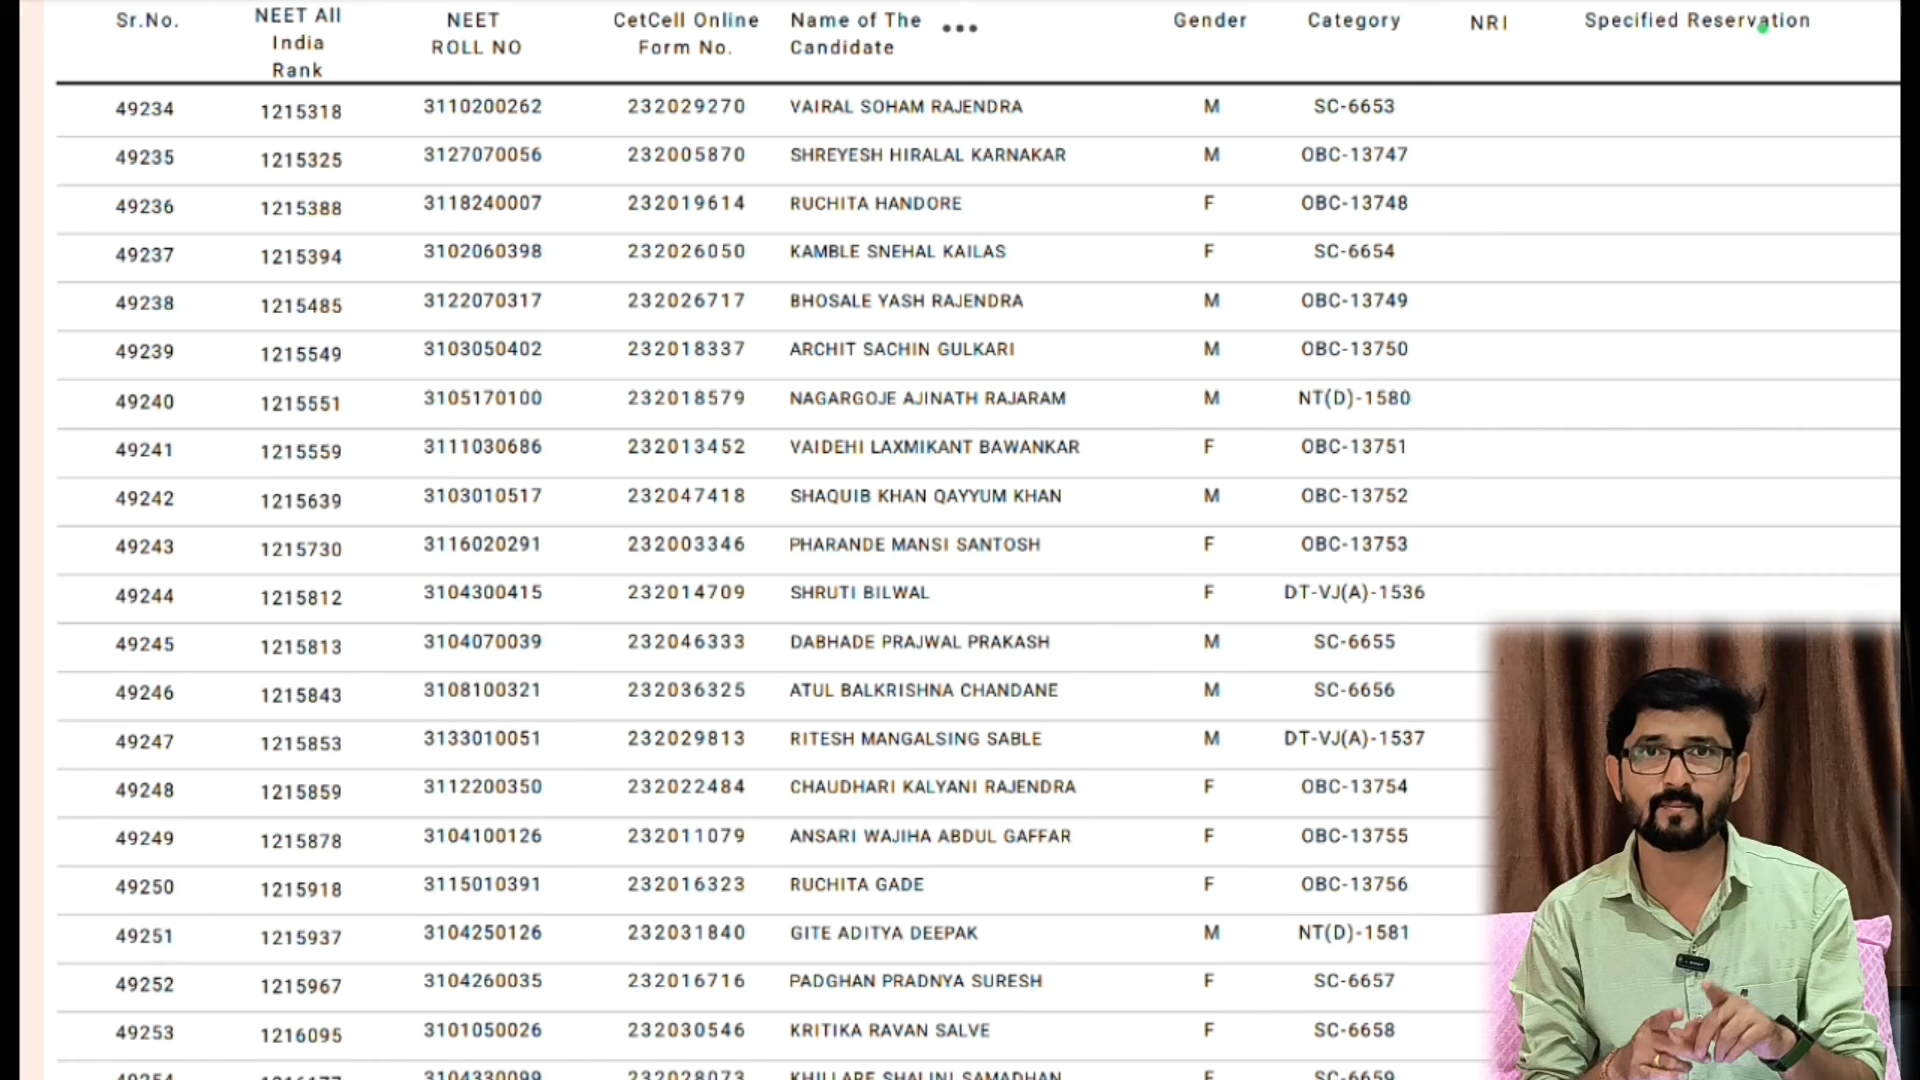 Sr.No. NEET All India Rank NEET ROLL NO CetCell Online Form No. Name of The Candidate Gender Category NRI Specified Reservation
49234 1215318 3110200262 232029270 VAIRAL SOHAM RAJENDRA M SC-6653
49235 1215325 3127070056 232005870 SHREYESH HIRALAL KARNAKAR M OBC-13747
49236 1215388 3118240007 232019614 RUCHITA HANDORE F OBC-13748
49237 1215394 3102060398 232026050 KAMBLE SNEHAL KAILAS F SC-6654
49238 1215485 3122070317 232026717 BHOSALE YASH RAJENDRA M OBC-13749
49239 1215549 3103050402 232018337 ARCHIT SACHIN GULKARI M OBC-13750
49240 1215551 3105170100 232018579 NAGARGOJE AJINATH RAJARAM M NT(D)-1580
49241 1215559 3111030686 232013452 VAIDEHI LAXMIKANT BAWANKAR F OBC-13751
49242 1215639 3103010517 232047418 SHAQUIB KHAN QAYYUM KHAN M OBC-13752
49243 1215730 3116020291 232003346 PHARANDE MANSI SANTOSH F OBC-13753
49244 1215812 3104300415 232014709 SHRUTI BILWAL F DT-VJ(A)-1536
49245 1215813 3104070039 232046333 DABHADE PRAJWAL PRAKASH M SC-6655
49246 1215843 3108100321 232036325 ATUL BALKRISHNA CHANDANE M SC-6656
49247 1215853 3133010051 232029813 RITESH MANGALSING SABLE M DT-VJ(A)-1537
49248 1215859 3112200350 232022484 CHAUDHARI KALYANI RAJENDRA F OBC-13754
49249 1215878 3104100126 232011079 ANSARI WAJIHA ABDUL GAFFAR F OBC-13755
49250 1215918 3115010391 232016323 RUCHITA GADE F OBC-13756
49251 1215937 3104250126 232031840 GITE ADITYA DEEPAK M NT(D)-1581
49252 1215967 3104260035 232016716 PADGHAN PRADNYA SURESH F SC-6657
49253 1216095 3101050026 232030546 KRITIKA RAVAN SALVE F SC-6658
49254 3104330099 232028073 KHILLARE SHALINI SAMADHAN F SC-6659